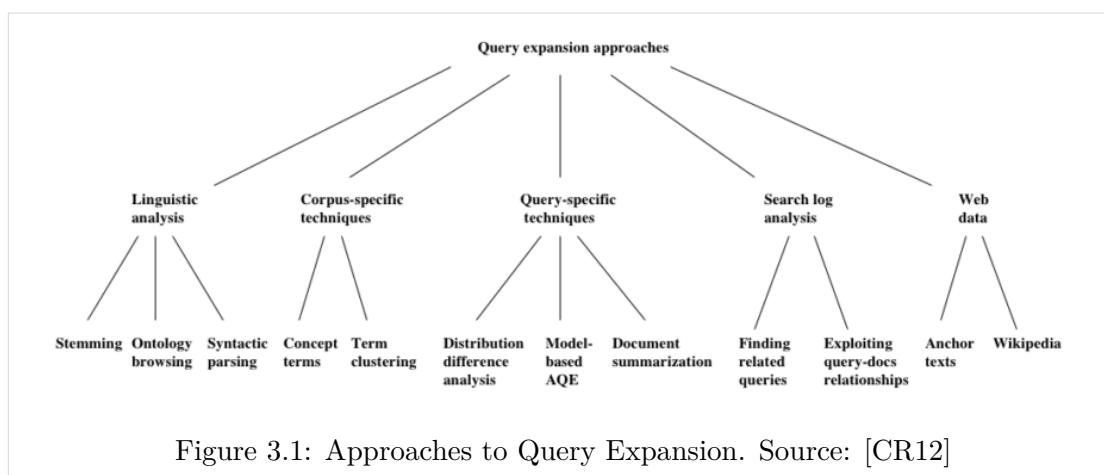 Query expansion approaches
Linguistic analysis
Corpus-specific techniques
Query-specific techniques
Search log analysis
Web data
Stemming
Ontology browsing
Syntactic parsing
Concept terms
Term clustering
Distribution difference analysis
Model-based AQE
Document summarization
Finding related queries
Exploiting query-docs relationships
Anchor texts
Wikipedia
Figure 3.1: Approaches to Query Expansion. Source: [CR12]